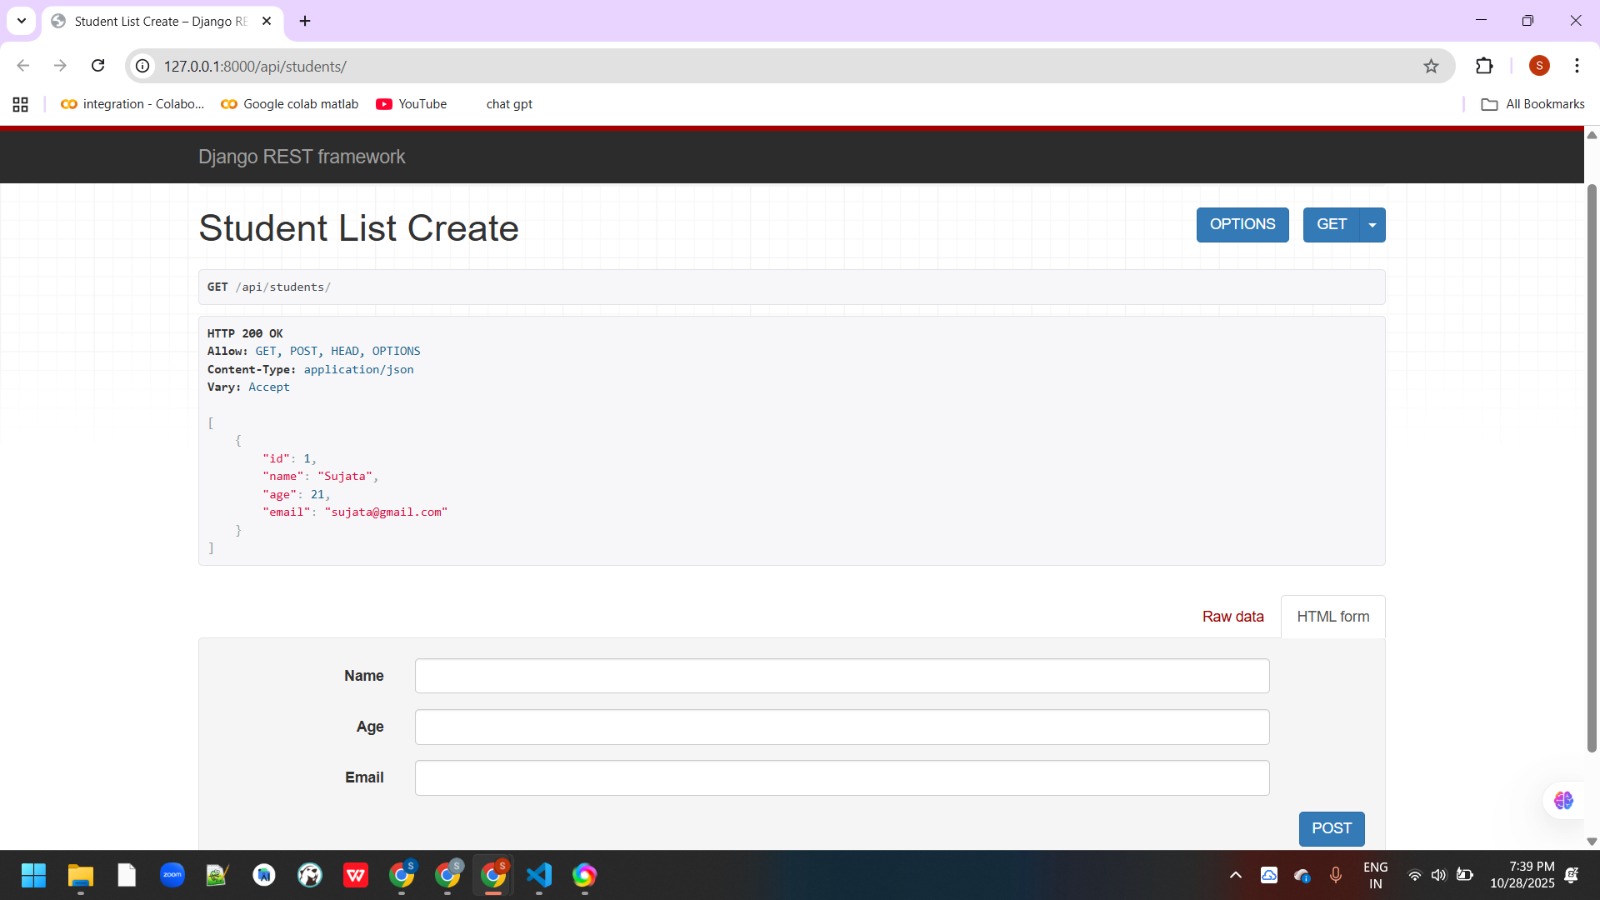 Student List Create – Django RE
127.0.0.1:8000/api/students/
S
integration - Colabo...
Google colab matlab
YouTube
chat gpt
All Bookmarks
Django REST framework
Student List Create
OPTIONS
GET
GET /api/students/
HTTP 200 OK
Allow: GET, POST, HEAD, OPTIONS
Content-Type: application/json
Vary: Accept
[
{
"id": 1,
"name": "Sujata",
"age": 21,
"email": "sujata@gmail.com"
}
]
Raw data
HTML form
Name
Age
Email
POST
zoom
W
S
S
S
ENG
IN
7:39 PM
10/28/2025